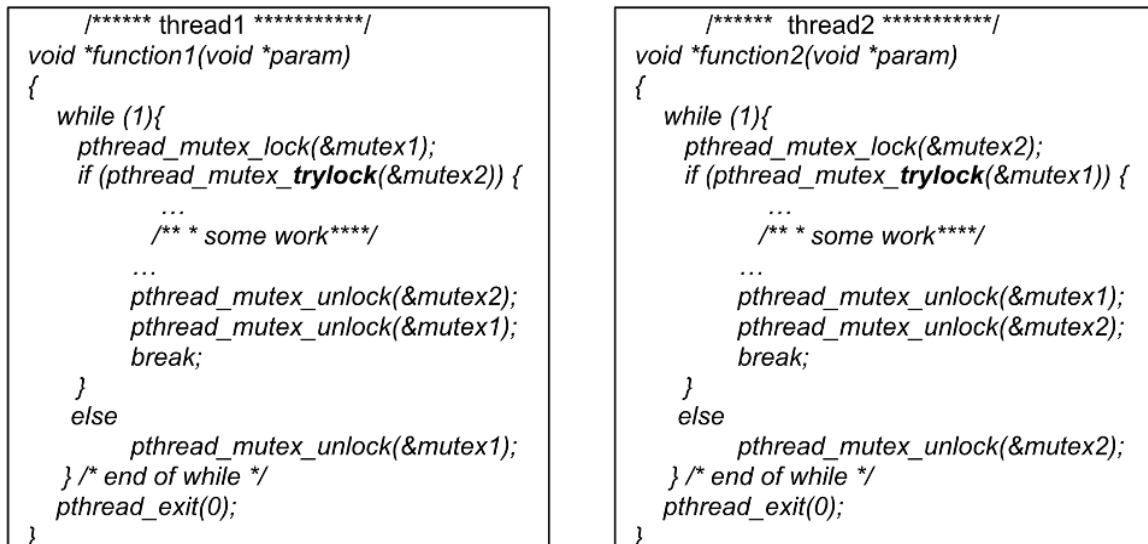 /****** thread1 ***********/
void *function1(void *param)
{
while (1){
pthread_mutex_lock(&mutex1);
if (pthread_mutex_trylock(&mutex2)) {
…
/** * some work****/
…
pthread_mutex_unlock(&mutex2);
pthread_mutex_unlock(&mutex1);
break;
}
else
pthread_mutex_unlock(&mutex1);
} /* end of while */
pthread_exit(0);
}
/****** thread2 ***********/
void *function2(void *param)
{
while (1){
pthread_mutex_lock(&mutex2);
if (pthread_mutex_trylock(&mutex1)) {
…
/** * some work****/
…
pthread_mutex_unlock(&mutex1);
pthread_mutex_unlock(&mutex2);
break;
}
else
pthread_mutex_unlock(&mutex2);
} /* end of while */
pthread_exit(0);
}